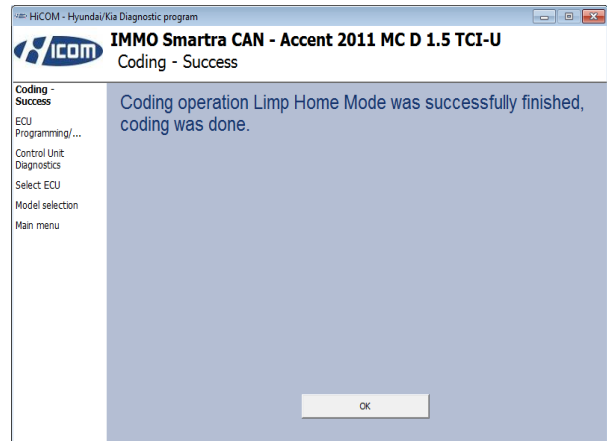 HiCOM - Hyundai/Kia Diagnostic program
Hicom
IMMO Smartra CAN - Accent 2011 MC D 1.5 TCI-U
Coding - Success
Coding -
Success
ECU
Programming/...
Control Unit
Diagnostics
Select ECU
Model selection
Main menu
Coding operation Limp Home Mode was successfully finished,
coding was done.
OK